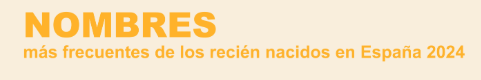 NOMBRES
más frecuentes de los recién nacidos en España 2024